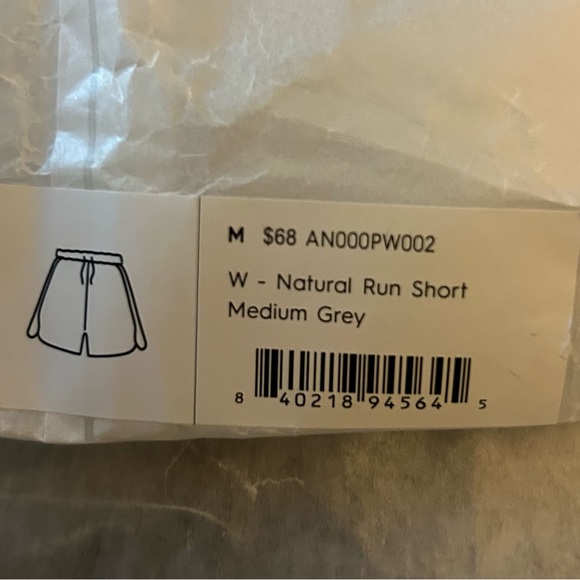 M $68 AN000PW002
W - Natural Run Short
Medium Grey
8 40218 94564 5